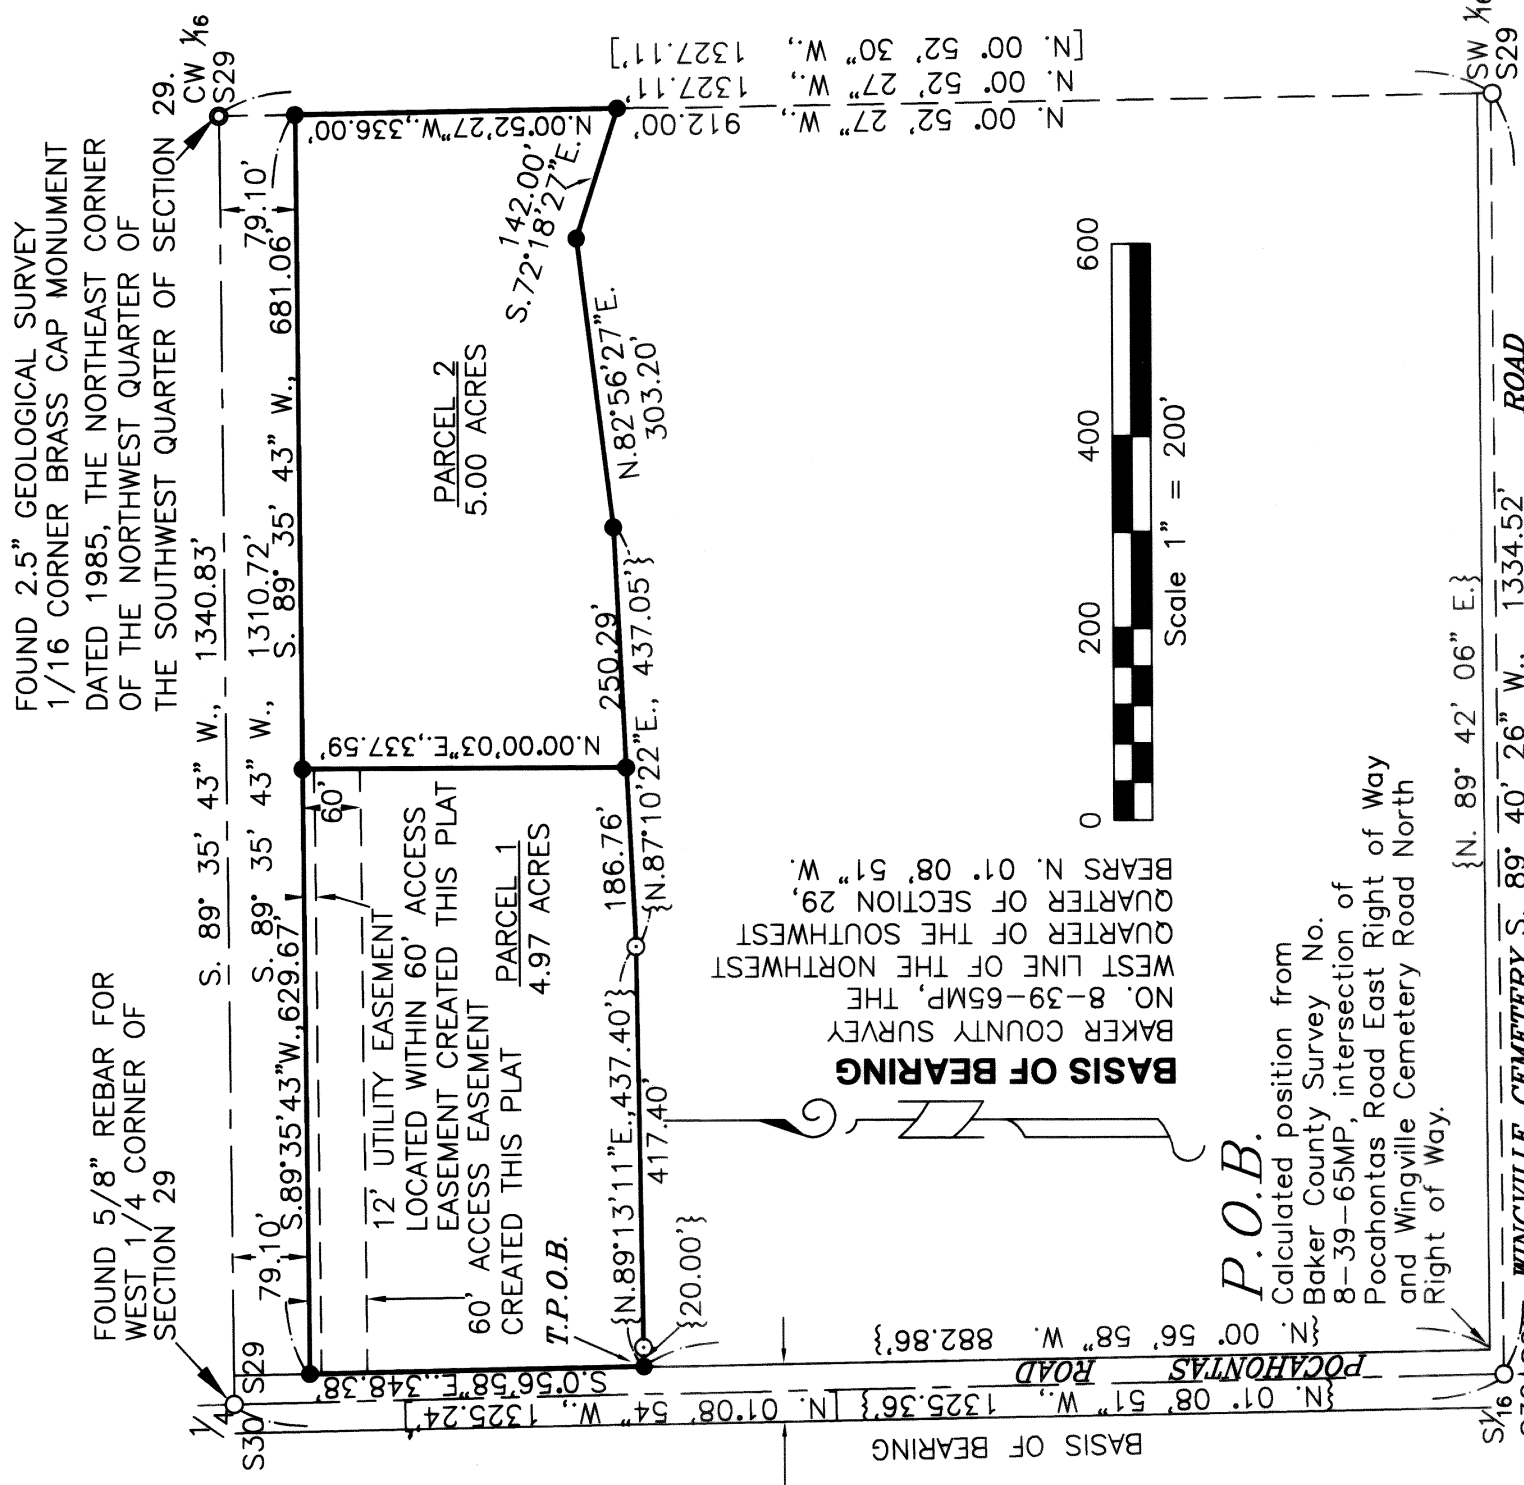 FOUND 2.5" GEOLOGICAL SURVEY
1/16 CORNER BRASS CAP MONUMENT
DATED 1985, THE NORTHEAST CORNER
OF THE NORTHWEST QUARTER OF
THE SOUTHWEST QUARTER OF SECTION 29.
CW 1/16
S29
FOUND 5/8" REBAR FOR
WEST 1/4 CORNER OF
SECTION 29
1/4
S30
S29
S. 89° 35' 43" W., 1340.83'
79.10'
79.10'
S. 89° 35' 43" W., 1310.72'
S.89°35'43"W.,629.67'
S. 89° 35' 43" W., 681.06'
N.00°52'27"W.,336.00'
N. 00° 52' 27" W., 912.00'
N. 00° 52' 27" W., 1327.11'
[N. 00° 52' 30" W., 1327.11']
142.00'
S.72°18'27"E.
N.82°56'27"E.
303.20'
PARCEL 2
5.00 ACRES
250.29'
{N.87°10'22"E., 437.05'}
186.76'
N.00°00'03"E.,337.59'
60'
12' UTILITY EASEMENT
LOCATED WITHIN 60' ACCESS
EASEMENT CREATED THIS PLAT
60' ACCESS EASEMENT
CREATED THIS PLAT
PARCEL 1
4.97 ACRES
T.P.O.B.
{N.89°13'11"E.,437.40'}
417.40'
{20.00'}
S.0°56'58"E.,348.38'
{N. 00° 56' 58" W. 882.86'}
POCAHONTAS ROAD
[N. 01°08' 54" W., 1325.24']
{N. 01° 08' 51" W., 1325.36'}
BASIS OF BEARING
BASIS OF BEARING
BAKER COUNTY SURVEY
NO. 8-39-65MP, THE
WEST LINE OF THE NORTHWEST
QUARTER OF THE SOUTHWEST
QUARTER OF SECTION 29,
BEARS N 01° 08' 51" W.
0 200 400 600
Scale 1" = 200'
P.O.B.
Calculated position from
Baker County Survey No.
8-39-65MP, intersection of
Pocahontas Road East Right of Way
and Wingville Cemetery Road North
Right of Way.
{N. 89° 42' 06" E.}
WINGVILLE CEMETERY S. 89° 40' 26" W., 1334.52' ROAD
S1/16
SW 1/16
S29